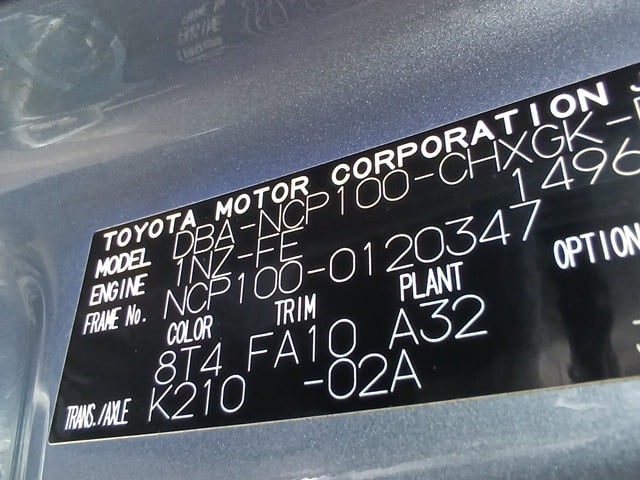 TOYOTA MOTOR CORPORATION
MODEL DBA-NCP100-CHXGK-
ENGINE 1NZ-FE 1496
FRAME No. NCP100-0120347
COLOR TRIM PLANT OPTION
8T4 FA10 A32
TRANS./AXLE K210 -02A